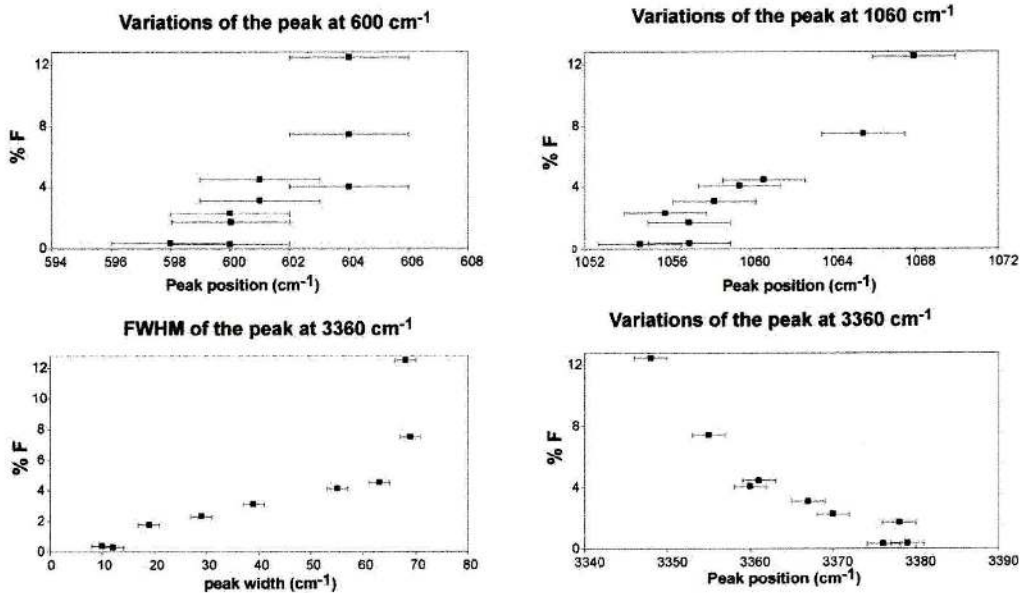 Variations of the peak at 600 cm⁻¹
% F
12
8
4
0
594 596 598 600 602 604 606 608
Peak position (cm⁻¹)
Variations of the peak at 1060 cm⁻¹
% F
12
8
4
0
1052 1056 1060 1064 1068 1072
Peak position (cm⁻¹)
FWHM of the peak at 3360 cm⁻¹
% F
12
10
8
6
4
2
0
0 10 20 30 40 50 60 70 80
peak width (cm⁻¹)
Variations of the peak at 3360 cm⁻¹
% F
12
8
4
0
3340 3350 3360 3370 3380 3390
Peak position (cm⁻¹)